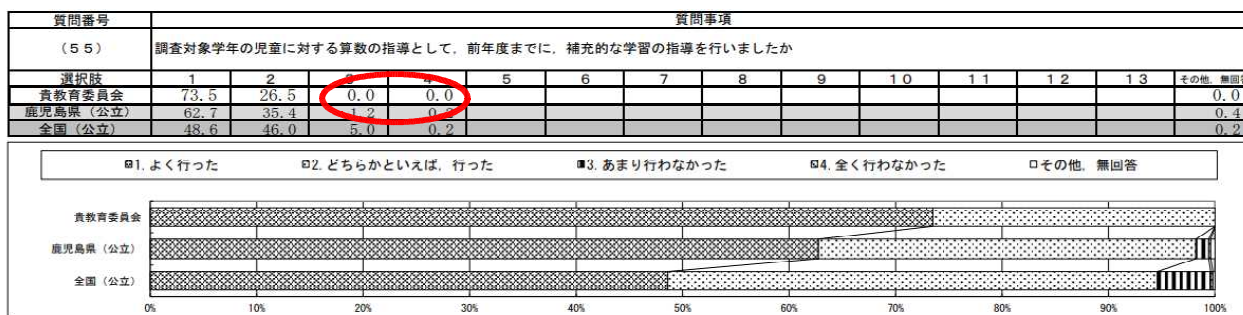 質問番号 質問事項
(55) 調査対象学年の児童に対する算数の指導として，前年度までに，補充的な学習の指導を行いましたか
選択肢 1 2 3 4 5 6 7 8 9 10 11 12 13 その他，無回答
貴教育委員会 73.5 26.5 0.0 0.0 0.0
鹿児島県（公立） 62.7 35.4 1.2 0.4
全国（公立） 48.6 46.0 5.0 0.2 0.2
1.よく行った 2.どちらかといえば，行った 3.あまり行わなかった 4.全く行わなかった その他，無回答
貴教育委員会
鹿児島県（公立）
全国（公立）
0% 10% 20% 30% 40% 50% 60% 70% 80% 90% 100%